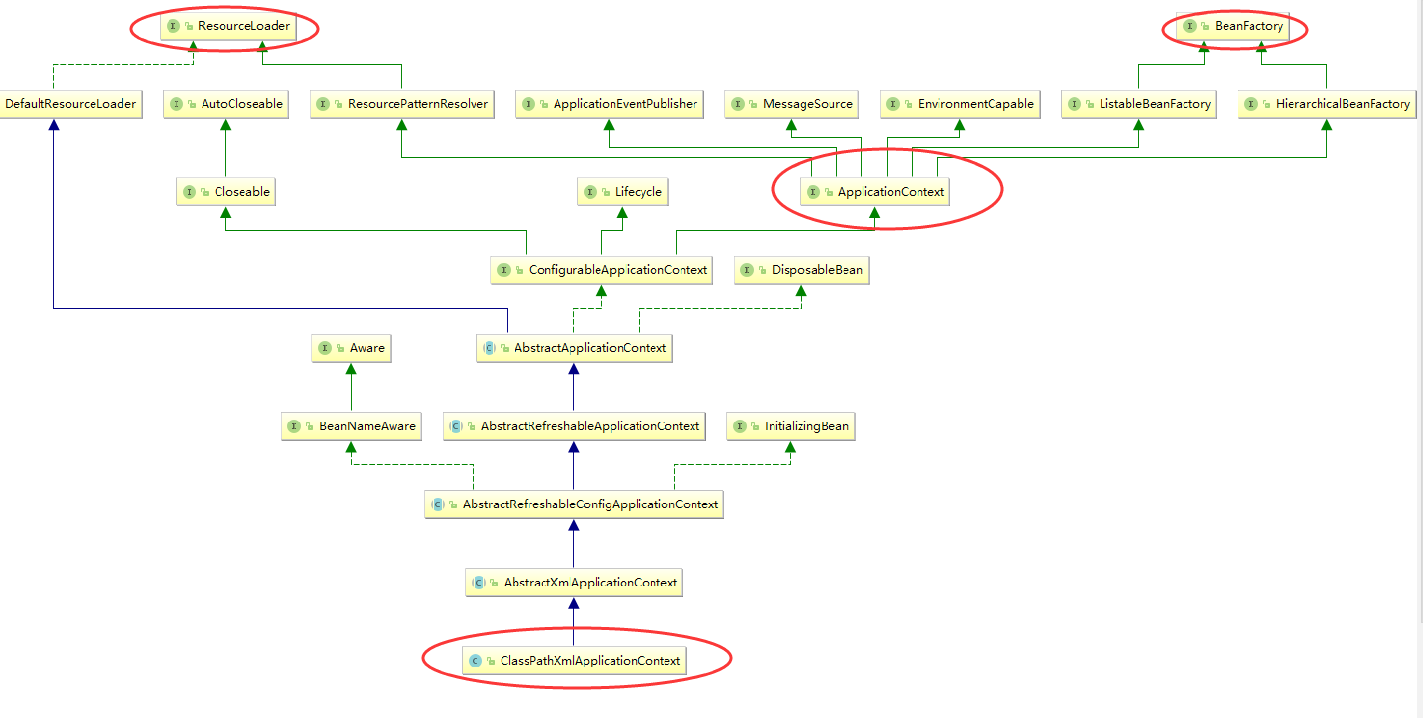 ResourceLoader
BeanFactory
DefaultResourceLoader
AutoCloseable
ResourcePatternResolver
ApplicationEventPublisher
MessageSource
EnvironmentCapable
ListableBeanFactory
HierarchicalBeanFactory
Closeable
Lifecycle
ApplicationContext
ConfigurableApplicationContext
DisposableBean
Aware
AbstractApplicationContext
BeanNameAware
AbstractRefreshableApplicationContext
InitializingBean
AbstractRefreshableConfigApplicationContext
AbstractXmlApplicationContext
ClassPathXmlApplicationContext